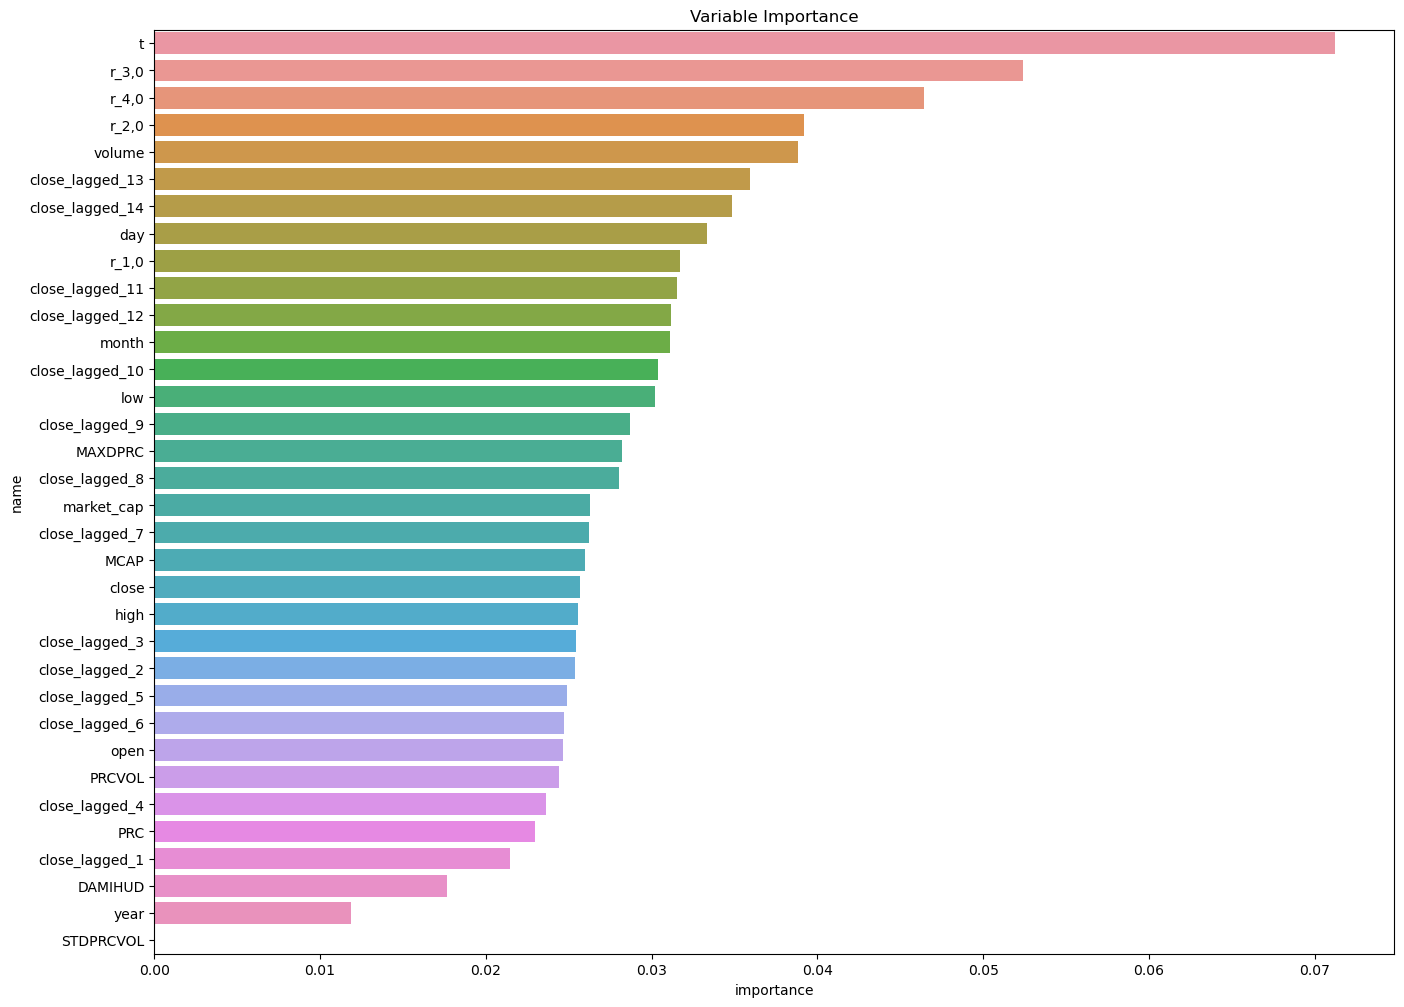 Variable Importance
t
r_3,0
r_4,0
r_2,0
volume
close_lagged_13
close_lagged_14
day
r_1,0
close_lagged_11
close_lagged_12
month
close_lagged_10
low
close_lagged_9
MAXDPRC
close_lagged_8
market_cap
close_lagged_7
MCAP
close
high
close_lagged_3
close_lagged_2
close_lagged_5
close_lagged_6
open
PRCVOL
close_lagged_4
PRC
close_lagged_1
DAMIHUD
year
STDPRCVOL
name
0.00 0.01 0.02 0.03 0.04 0.05 0.06 0.07
importance